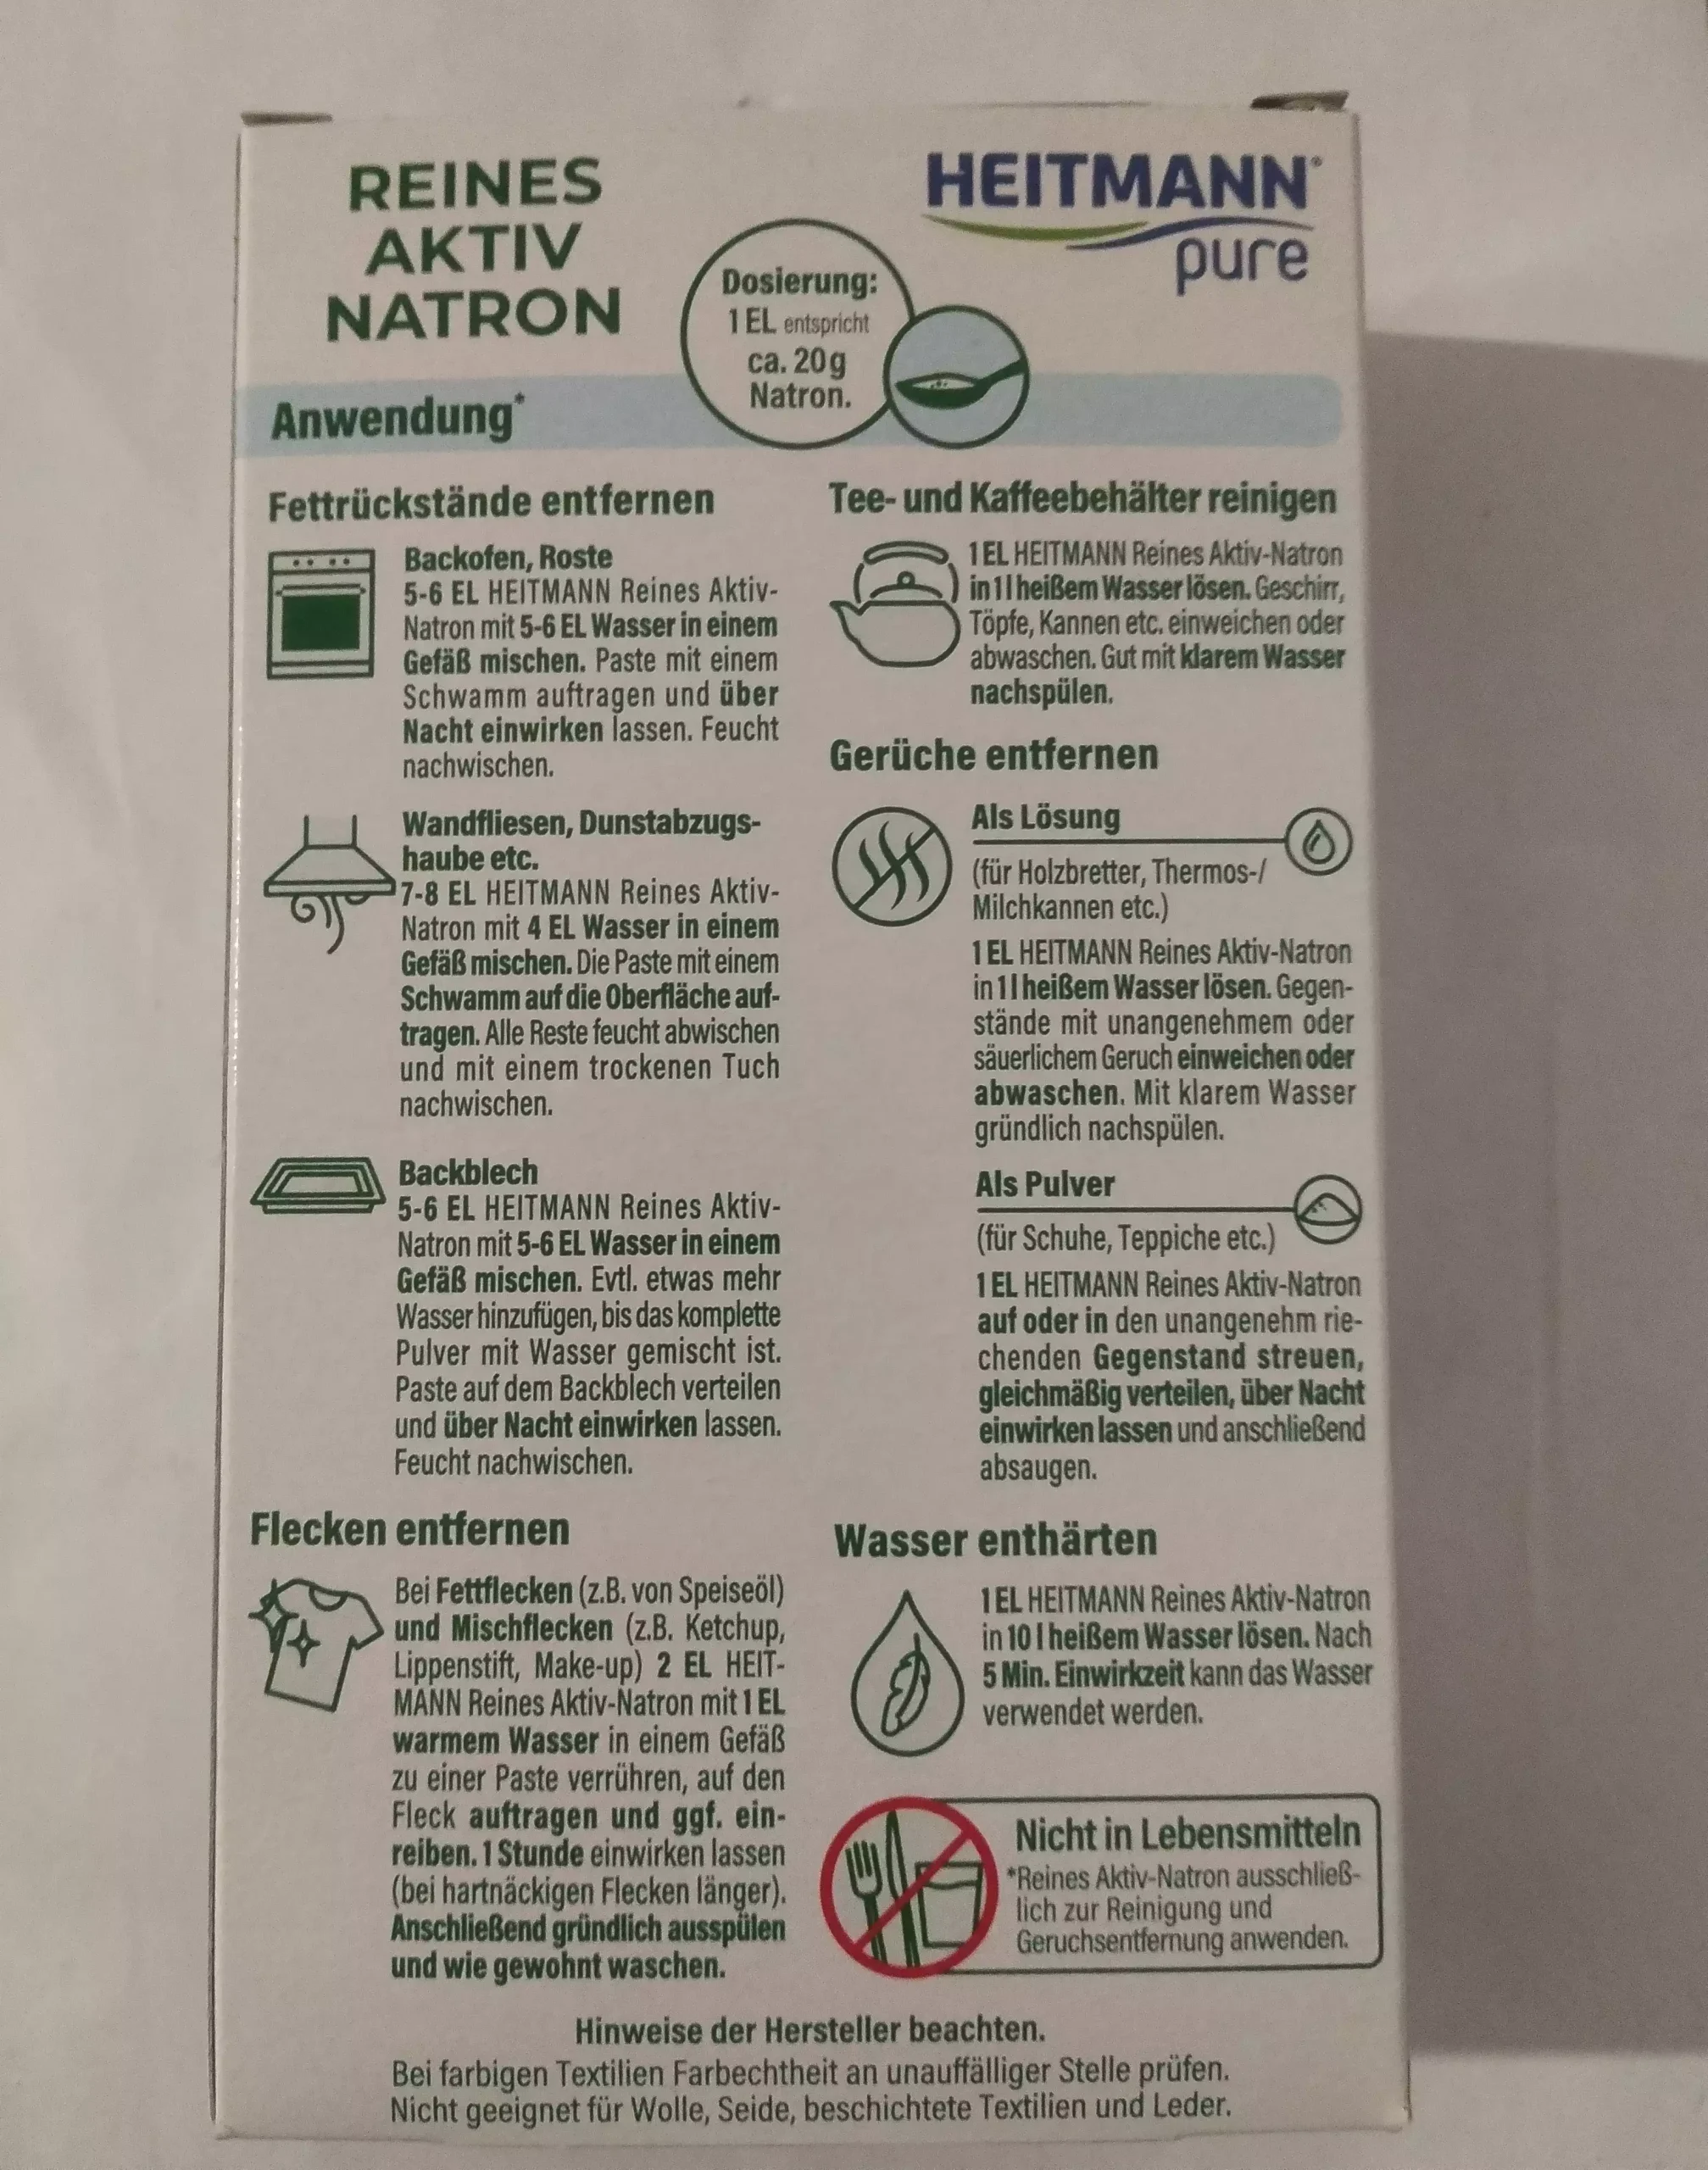 REINES
AKTIV
NATRON
HEITMANN®
pure
Dosierung:
1 EL entspricht
ca. 20g
Natron.
Anwendung*
Fettrückstände entfernen
Backofen, Roste
5-6 EL HEITMANN Reines Aktiv-
Natron mit 5-6 EL Wasser in einem
Gefäß mischen. Paste mit einem
Schwamm auftragen und über
Nacht einwirken lassen. Feucht
nachwischen.
Wandfliesen, Dunstabzugs-
haube etc.
7-8 EL HEITMANN Reines Aktiv-
Natron mit 4 EL Wasser in einem
Gefäß mischen. Die Paste mit einem
Schwamm auf die Oberfläche auf-
tragen. Alle Reste feucht abwischen
und mit einem trockenen Tuch
nachwischen.
Backblech
5-6 EL HEITMANN Reines Aktiv-
Natron mit 5-6 EL Wasser in einem
Gefäß mischen. Evtl. etwas mehr
Wasser hinzufügen, bis das komplette
Pulver mit Wasser gemischt ist.
Paste auf dem Backblech verteilen
und über Nacht einwirken lassen.
Feucht nachwischen.
Flecken entfernen
Bei Fettflecken (z.B. von Speiseöl)
und Mischflecken (z.B. Ketchup,
Lippenstift, Make-up) 2 EL HEIT-
MANN Reines Aktiv-Natron mit 1 EL
warmem Wasser in einem Gefäß
zu einer Paste verrühren, auf den
Fleck auftragen und ggf. ein-
reiben. 1 Stunde einwirken lassen
(bei hartnäckigen Flecken länger).
Anschließend gründlich ausspülen
und wie gewohnt waschen.
Tee- und Kaffeebehälter reinigen
1 EL HEITMANN Reines Aktiv-Natron
in 1 l heißem Wasser lösen. Geschirr,
Töpfe, Kannen etc. einweichen oder
abwaschen. Gut mit klarem Wasser
nachspülen.
Gerüche entfernen
Als Lösung
(für Holzbretter, Thermos-/
Milchkannen etc.)
1 EL HEITMANN Reines Aktiv-Natron
in 1 l heißem Wasser lösen. Gegen-
stände mit unangenehmem oder
säuerlichem Geruch einweichen oder
abwaschen. Mit klarem Wasser
gründlich nachspülen.
Als Pulver
(für Schuhe, Teppiche etc.)
1 EL HEITMANN Reines Aktiv-Natron
auf oder in den unangenehm rie-
chenden Gegenstand streuen,
gleichmäßig verteilen, über Nacht
einwirken lassen und anschließend
absaugen.
Wasser enthärten
1 EL HEITMANN Reines Aktiv-Natron
in 10 l heißem Wasser lösen. Nach
5 Min. Einwirkzeit kann das Wasser
verwendet werden.
Nicht in Lebensmitteln
*Reines Aktiv-Natron ausschließ-
lich zur Reinigung und
Geruchsentfernung anwenden.
Hinweise der Hersteller beachten.
Bei farbigen Textilien Farbechtheit an unauffälliger Stelle prüfen.
Nicht geeignet für Wolle, Seide, beschichtete Textilien und Leder.